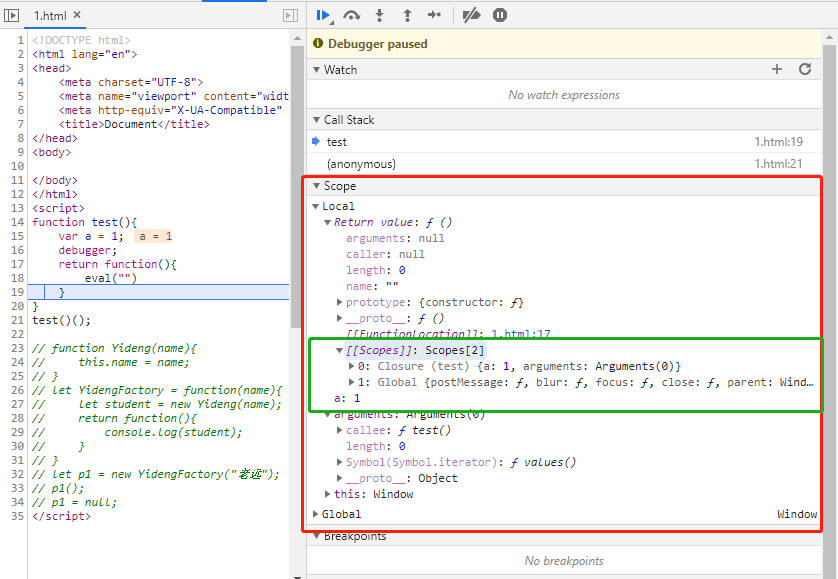 1.html ×
1 <!DOCTYPE html>
2 <html lang="en">
3 <head>
4 <meta charset="UTF-8">
5 <meta name="viewport" content="widt
6 <meta http-equiv="X-UA-Compatible"
7 <title>Document</title>
8 </head>
9 <body>
10
11 </body>
12 </html>
13 <script>
14 function test(){
15 var a = 1; a = 1
16 debugger;
17 return function(){
18 eval("")
19 }
20 }
21 test()();
22
23 // function Yideng(name){
24 // this.name = name;
25 // }
26 // let YidengFactory = function(name){
27 // let student = new Yideng(name);
28 // return function(){
29 // console.log(student);
30 // }
31 // }
32 // let p1 = new YidengFactory("老远");
33 // p1();
34 // p1 = null;
35 </script>
Debugger paused
Watch
No watch expressions
Call Stack
test 1.html:19
(anonymous) 1.html:21
Scope
Local
Return value: ƒ ()
arguments: null
caller: null
length: 0
name: ""
prototype: {constructor: ƒ}
__proto__: ƒ ()
[[FunctionLocation]]: 1.html:17
[[Scopes]]: Scopes[2]
0: Closure (test) {a: 1, arguments: Arguments(0)}
1: Global {postMessage: ƒ, blur: ƒ, focus: ƒ, close: ƒ, parent: Wind…
a: 1
arguments: Arguments(0)
callee: ƒ test()
length: 0
Symbol(Symbol.iterator): ƒ values()
__proto__: Object
this: Window
Global Window
Breakpoints
No breakpoints